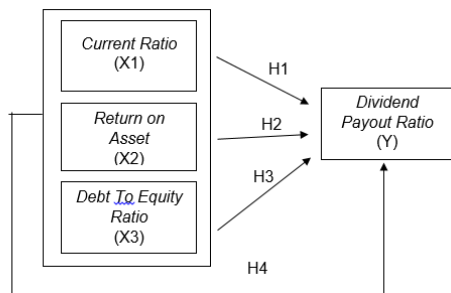 Current Ratio
(X1)
H1
Return on
Asset
(X2)
H2
Dividend
Payout Ratio
(Y)
Debt To Equity
Ratio
(X3)
H3
H4